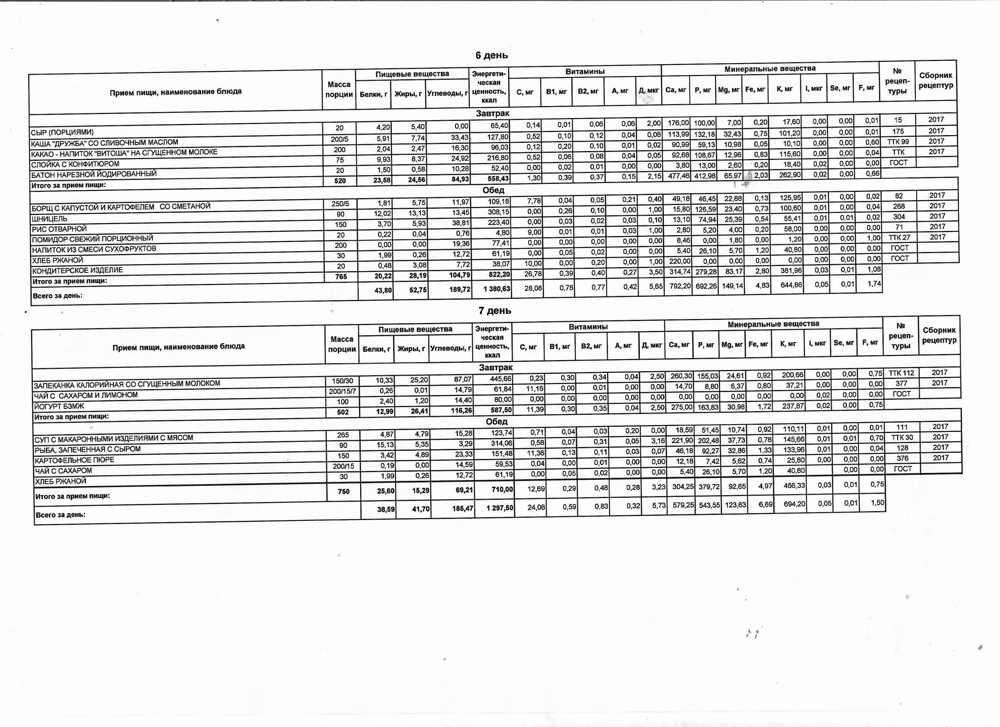 6 день
Прием пищи, наименование блюда Масса порции Пищевые вещества Энергети-ческая ценность, ккал Витамины Минеральные вещества № рецеп-туры Сборник рецептур
Белки, г Жиры, г Углеводы, г С, мг В1, мг В2, мг А, мг Д, мкг Ca, мг P, мг Mg, мг Fe, мг К, мг I, мкг Se, мг F, мг
Завтрак
СЫР (ПОРЦИЯМИ) 20 4,20 5,40 0,00 65,40 0,14 0,01 0,06 0,06 2,00 176,00 100,00 7,00 0,20 17,60 0,00 0,00 0,01 15 2017
КАША "ДРУЖБА" СО СЛИВОЧНЫМ МАСЛОМ 200/5 5,91 7,74 33,43 127,80 0,52 0,10 0,12 0,04 0,08 113,99 132,18 32,43 0,75 101,20 0,00 0,00 0,01 175 2017
КАКАО - НАПИТОК "ВИТОША" НА СГУЩЕННОМ МОЛОКЕ 200 2,04 2,47 16,30 96,03 0,12 0,20 0,10 0,01 0,02 90,99 59,13 10,98 0,05 10,10 0,00 0,00 0,60 ТТК 99 2017
СЛОЙКА С КОНФИТЮРОМ 75 9,93 8,37 24,92 216,80 0,52 0,06 0,08 0,04 0,05 92,68 108,67 12,96 0,83 115,60 0,00 0,00 0,04 ТТК 2017
БАТОН НАРЕЗНОЙ ЙОДИРОВАННЫЙ 20 1,50 0,58 10,28 52,40 0,00 0,02 0,01 0,00 0,00 3,80 13,00 2,60 0,20 18,40 0,02 0,00 0,00 ГОСТ
Итого за прием пищи: 520 23,58 24,56 84,93 558,43 1,30 0,39 0,37 0,15 2,15 477,46 412,98 65,97 2,03 262,90 0,02 0,00 0,66
Обед
БОРЩ С КАПУСТОЙ И КАРТОФЕЛЕМ СО СМЕТАНОЙ 250/5 1,81 5,75 11,97 109,18 7,78 0,04 0,05 0,21 0,40 49,18 46,45 22,88 0,13 125,95 0,01 0,00 0,02 82 2017
ШНИЦЕЛЬ 90 12,02 13,13 13,45 308,15 0,00 0,26 0,10 0,00 1,00 15,80 126,59 23,40 0,73 100,60 0,01 0,00 0,04 268 2017
РИС ОТВАРНОЙ 150 3,70 5,93 38,81 223,40 0,00 0,03 0,02 0,03 0,10 13,10 74,94 25,39 0,54 55,41 0,01 0,01 0,02 304 2017
ПОМИДОР СВЕЖИЙ ПОРЦИОННЫЙ 20 0,22 0,04 0,76 4,80 9,00 0,01 0,01 0,03 1,00 2,80 5,20 4,00 0,20 58,00 0,00 0,00 0,00 71 2017
НАПИТОК ИЗ СМЕСИ СУХОФРУКТОВ 200 0,00 0,00 19,36 77,41 0,00 0,00 0,00 0,00 0,00 8,46 0,00 1,80 0,00 1,20 0,00 0,00 1,00 ТТК 27 2017
ХЛЕБ РЖАНОЙ 30 1,99 0,26 12,72 61,19 0,00 0,05 0,02 0,00 0,00 5,40 26,10 5,70 1,20 40,80 0,00 0,00 0,00 ГОСТ
КОНДИТЕРСКОЕ ИЗДЕЛИЕ 20 0,48 3,08 7,72 38,07 10,00 0,00 0,20 0,00 1,00 220,00 0,00 0,00 0,00 0,00 0,00 0,00 0,00 ГОСТ
Итого за прием пищи: 765 20,22 28,19 104,79 822,20 26,78 0,39 0,40 0,27 3,50 314,74 279,28 83,17 2,80 381,96 0,03 0,01 1,08
Всего за день: 43,80 52,75 189,72 1 380,63 28,08 0,78 0,77 0,42 5,65 792,20 692,26 149,14 4,83 644,86 0,05 0,01 1,74
7 день
Прием пищи, наименование блюда Масса порции Пищевые вещества Энергети-ческая ценность, ккал Витамины Минеральные вещества № рецеп-туры Сборник рецептур
Белки, г Жиры, г Углеводы, г С, мг В1, мг В2, мг А, мг Д, мкг Ca, мг P, мг Mg, мг Fe, мг К, мг I, мкг Se, мг F, мг
Завтрак
ЗАПЕКАНКА КАЛОРИЙНАЯ СО СГУЩЕННЫМ МОЛОКОМ 150/30 10,33 25,20 87,07 445,66 0,23 0,30 0,34 0,04 2,50 260,30 155,03 24,61 0,92 200,66 0,00 0,00 0,75 ТТК 112 2017
ЧАЙ С САХАРОМ И ЛИМОНОМ 200/15/7 0,26 0,01 14,79 61,84 11,16 0,00 0,01 0,00 0,00 14,70 8,80 6,37 0,80 37,21 0,00 0,00 0,00 377 2017
ЙОГУРТ БЗМЖ 100 2,40 1,20 14,40 80,00 0,00 0,00 0,00 0,00 0,00 0,00 0,00 0,00 0,00 0,00 0,02 0,00 0,00 ГОСТ
Итого за прием пищи: 502 12,99 26,41 116,26 587,50 11,39 0,30 0,35 0,04 2,50 275,00 163,83 30,98 1,72 237,87 0,02 0,00 0,75
Обед
СУП С МАКАРОННЫМИ ИЗДЕЛИЯМИ С МЯСОМ 265 4,87 4,79 15,28 123,74 0,71 0,04 0,03 0,20 0,00 18,59 51,45 10,74 0,92 110,11 0,01 0,00 0,01 111 2017
РЫБА, ЗАПЕЧЕННАЯ С СЫРОМ 90 15,13 5,35 3,29 314,06 0,58 0,07 0,31 0,05 3,16 221,90 202,48 37,73 0,78 145,66 0,01 0,01 0,70 ТТК 30 2017
КАРТОФЕЛЬНОЕ ПЮРЕ 150 3,42 4,89 23,33 151,48 11,36 0,13 0,11 0,03 0,07 46,18 92,27 32,86 1,33 133,96 0,01 0,00 0,04 128 2017
ЧАЙ С САХАРОМ 200/15 0,19 0,00 14,59 59,53 0,04 0,00 0,01 0,00 0,00 12,18 7,42 5,62 0,74 25,80 0,00 0,00 0,00 376 2017
ХЛЕБ РЖАНОЙ 30 1,99 0,26 12,72 61,19 0,00 0,05 0,02 0,00 0,00 5,40 26,10 5,70 1,20 40,80 0,00 0,00 ГОСТ
Итого за прием пищи: 750 25,60 15,29 69,21 710,00 12,69 0,29 0,48 0,28 3,23 304,25 379,72 92,65 4,97 456,33 0,03 0,01 0,75
Всего за день: 38,59 41,70 185,47 1 297,50 24,08 0,59 0,83 0,32 5,73 579,25 543,55 123,63 6,69 694,20 0,05 0,01 1,50